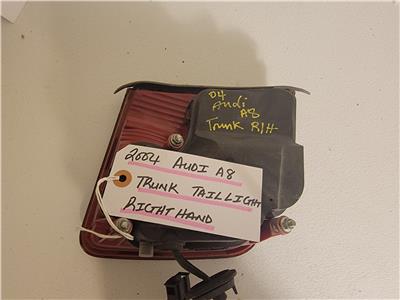 04
Audi
A8
Trunk R/H
2004 AUDI A8
TRUNK TAILLIGHT
RIGHT HAND